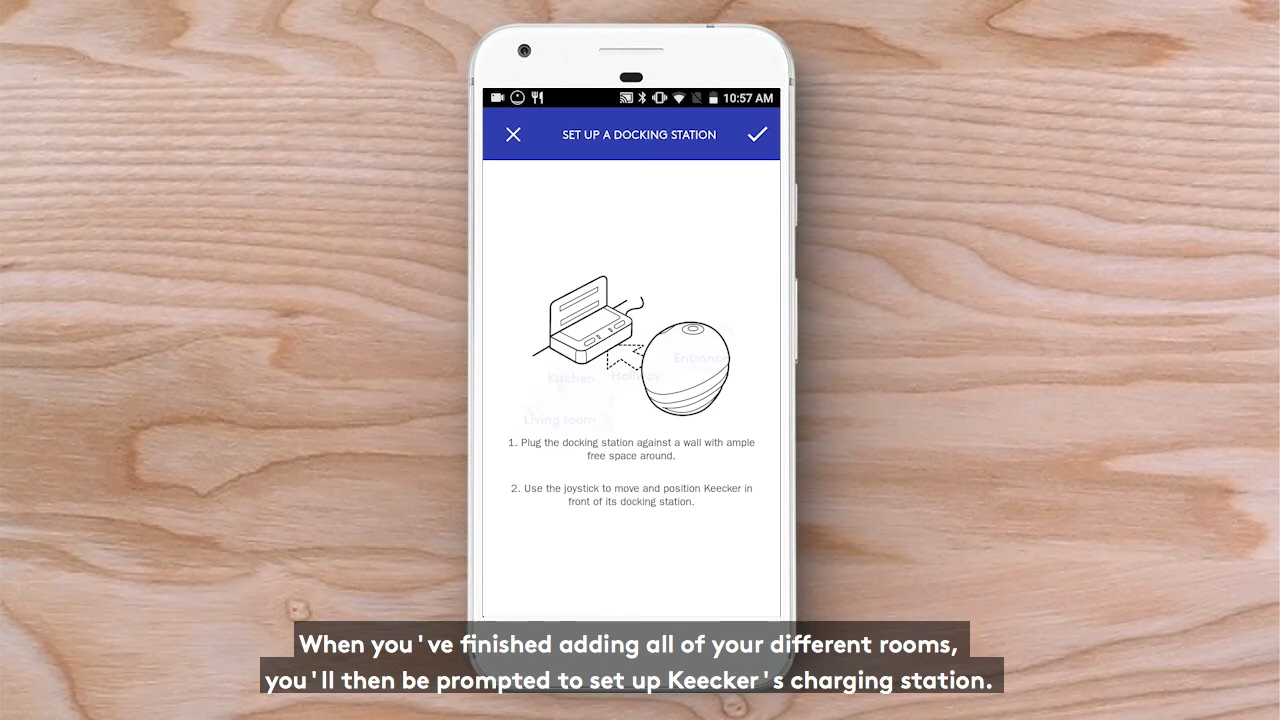 10:57 AM
SET UP A DOCKING STATION
Entrance
Kitchen
Hallway
Living room
1. Plug the docking station against a wall with ample
free space around.
2. Use the joystick to move and position Keecker in
front of its docking station.
When you've finished adding all of your different rooms,
you'll then be prompted to set up Keecker's charging station.